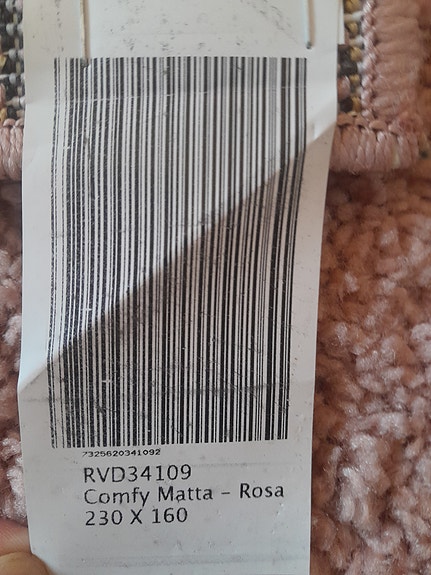 7325620341092
RVD34109
Comfy Matta – Rosa
230 X 160